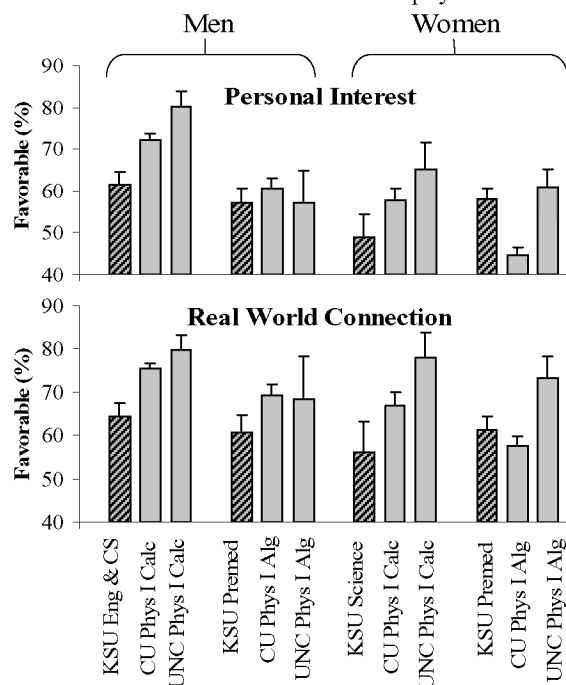 phy
Men Women
Personal Interest
Favorable (%)
90
80
70
60
50
40
Real World Connection
Favorable (%)
90
80
70
60
50
40
KSU Eng & CS
CU Phys I Calc
UNC Phys I Calc
KSU Premed
CU Phys I Alg
UNC Phys I Alg
KSU Science
CU Phys I Calc
UNC Phys I Calc
KSU Premed
CU Phys I Alg
UNC Phys I Alg